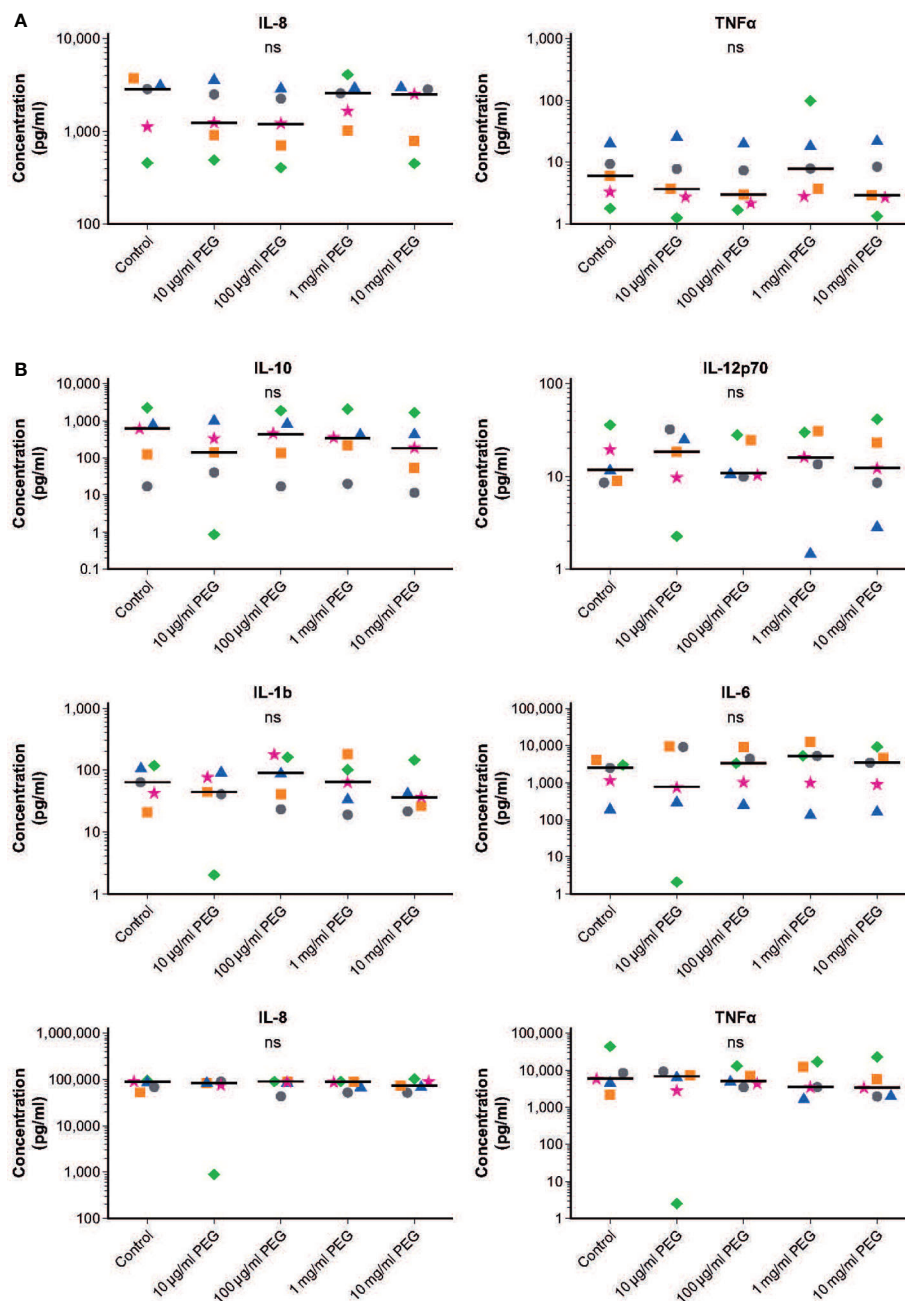 A
IL-8
ns
Concentration
(pg/ml)
10,000
1,000
100
Control
10 µg/ml PEG
100 µg/ml PEG
1 mg/ml PEG
10 mg/ml PEG
TNFα
ns
Concentration
(pg/ml)
1,000
100
10
1
Control
10 µg/ml PEG
100 µg/ml PEG
1 mg/ml PEG
10 mg/ml PEG
B
IL-10
ns
Concentration
(pg/ml)
10,000
1,000
100
10
1
0.1
Control
10 µg/ml PEG
100 µg/ml PEG
1 mg/ml PEG
10 mg/ml PEG
IL-12p70
ns
Concentration
(pg/ml)
100
10
1
Control
10 µg/ml PEG
100 µg/ml PEG
1 mg/ml PEG
10 mg/ml PEG
IL-1b
ns
Concentration
(pg/ml)
1,000
100
10
1
Control
10 µg/ml PEG
100 µg/ml PEG
1 mg/ml PEG
10 mg/ml PEG
IL-6
ns
Concentration
(pg/ml)
100,000
10,000
1,000
100
10
1
Control
10 µg/ml PEG
100 µg/ml PEG
1 mg/ml PEG
10 mg/ml PEG
IL-8
ns
Concentration
(pg/ml)
1,000,000
100,000
10,000
1,000
100
Control
10 µg/ml PEG
100 µg/ml PEG
1 mg/ml PEG
10 mg/ml PEG
TNFα
ns
Concentration
(pg/ml)
100,000
10,000
1,000
100
10
1
Control
10 µg/ml PEG
100 µg/ml PEG
1 mg/ml PEG
10 mg/ml PEG